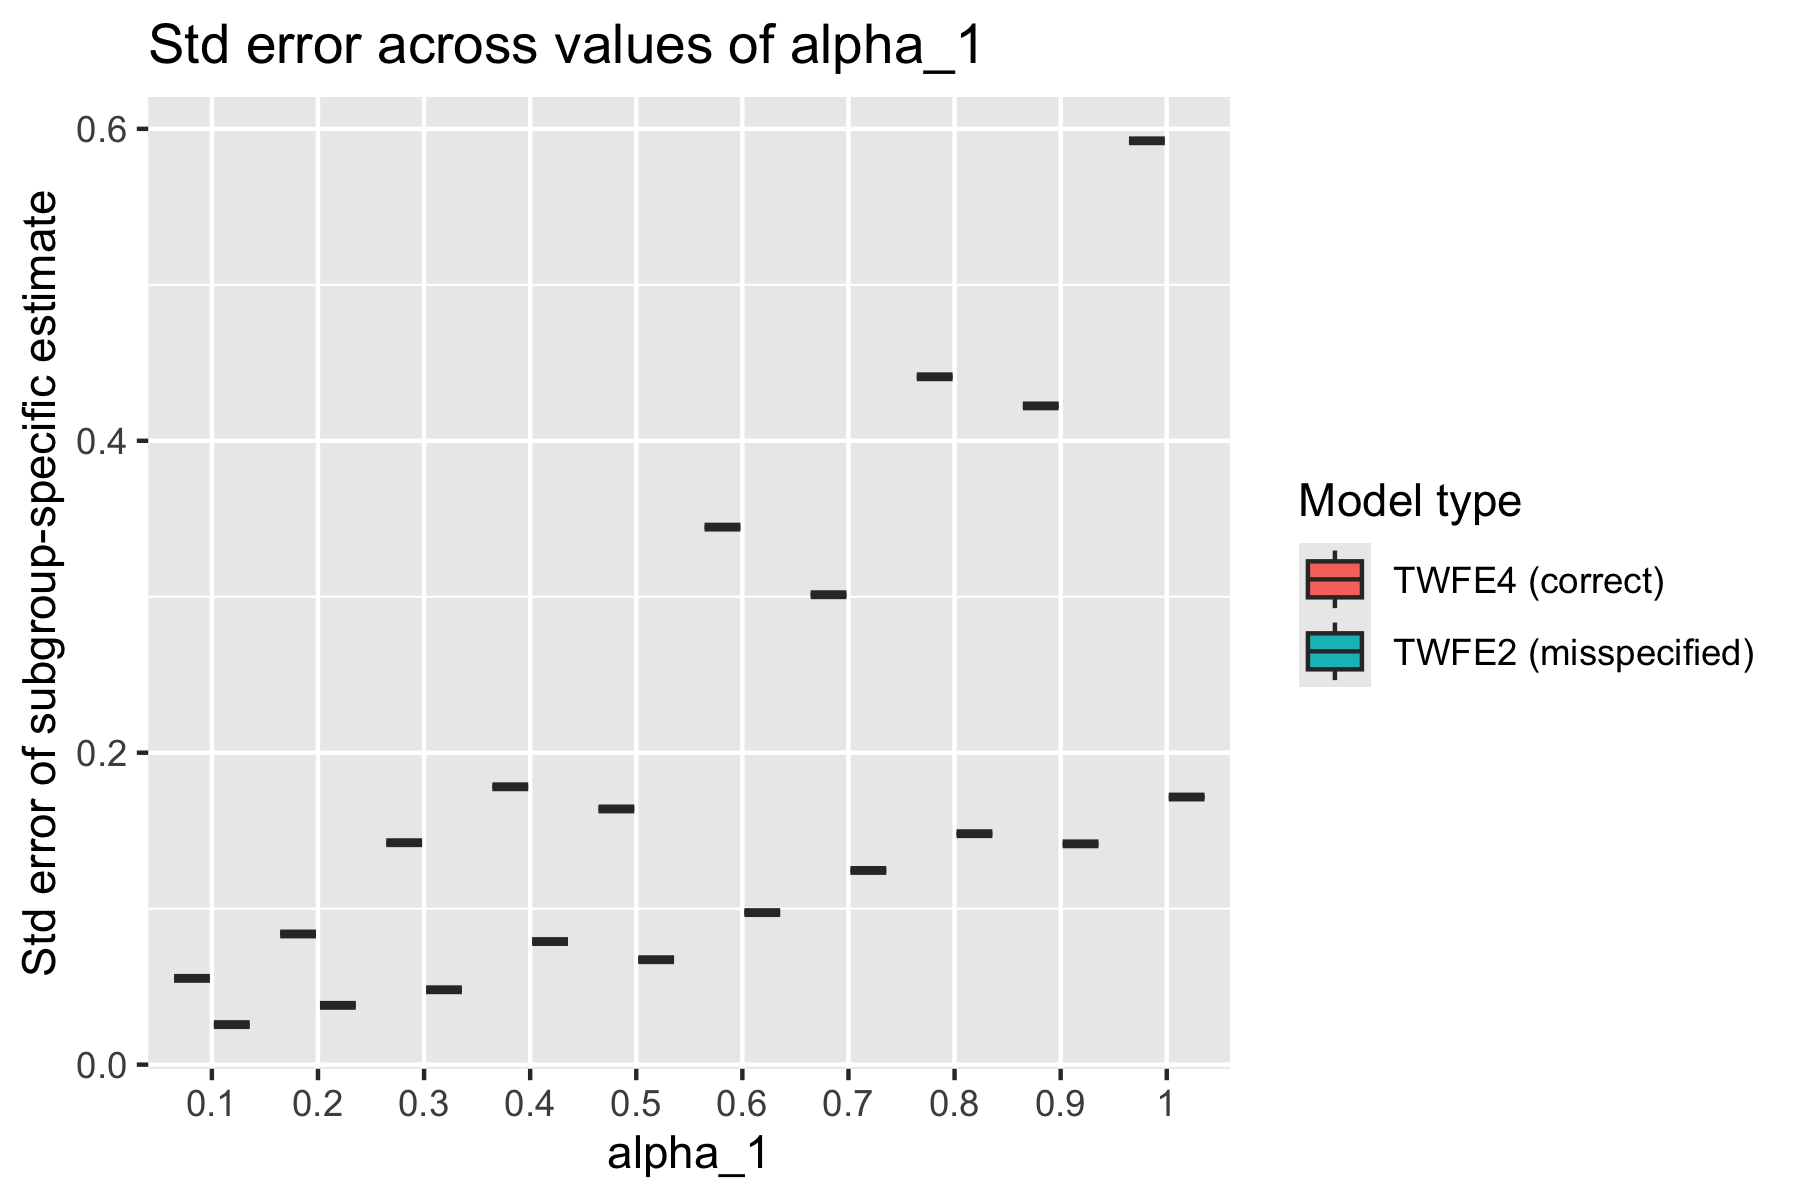 Std error across values of alpha_1
Std error of subgroup-specific estimate
0.6
0.4
0.2
0.0
0.1 0.2 0.3 0.4 0.5 0.6 0.7 0.8 0.9 1
alpha_1
Model type
TWFE4 (correct)
TWFE2 (misspecified)